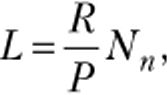 L = \frac{R}{P} N_n,